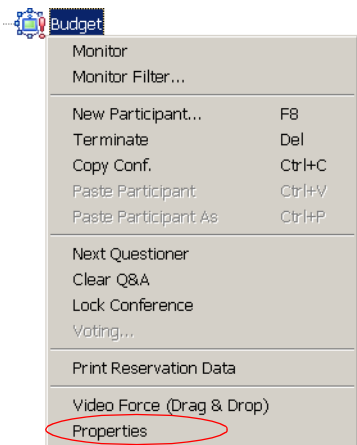 Budget
Monitor
Monitor Filter...
New Participant... F8
Terminate Del
Copy Conf. Ctrl+C
Paste Participant Ctrl+V
Paste Participant As Ctrl+P
Next Questioner
Clear Q&A
Lock Conference
Voting...
Print Reservation Data
Video Force (Drag & Drop)
Properties